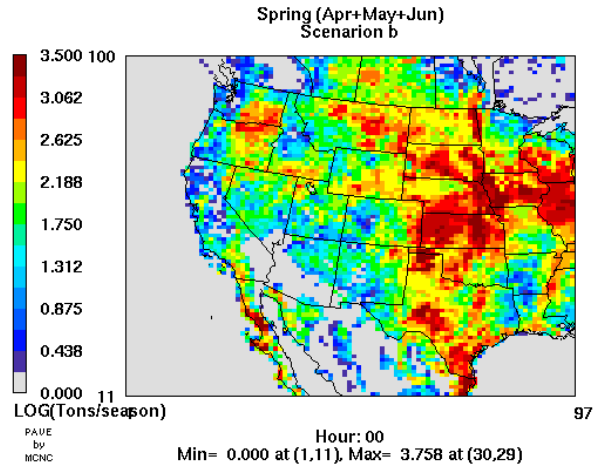 Spring (Apr+May+Jun)
Scenarion b
3.500
3.062
2.625
2.188
1.750
1.312
0.875
0.438
0.000
100
11
97
LOG(Tons/season)
PAVE
by
MCNC
Hour: 00
Min= 0.000 at (1,11), Max= 3.758 at (30,29)